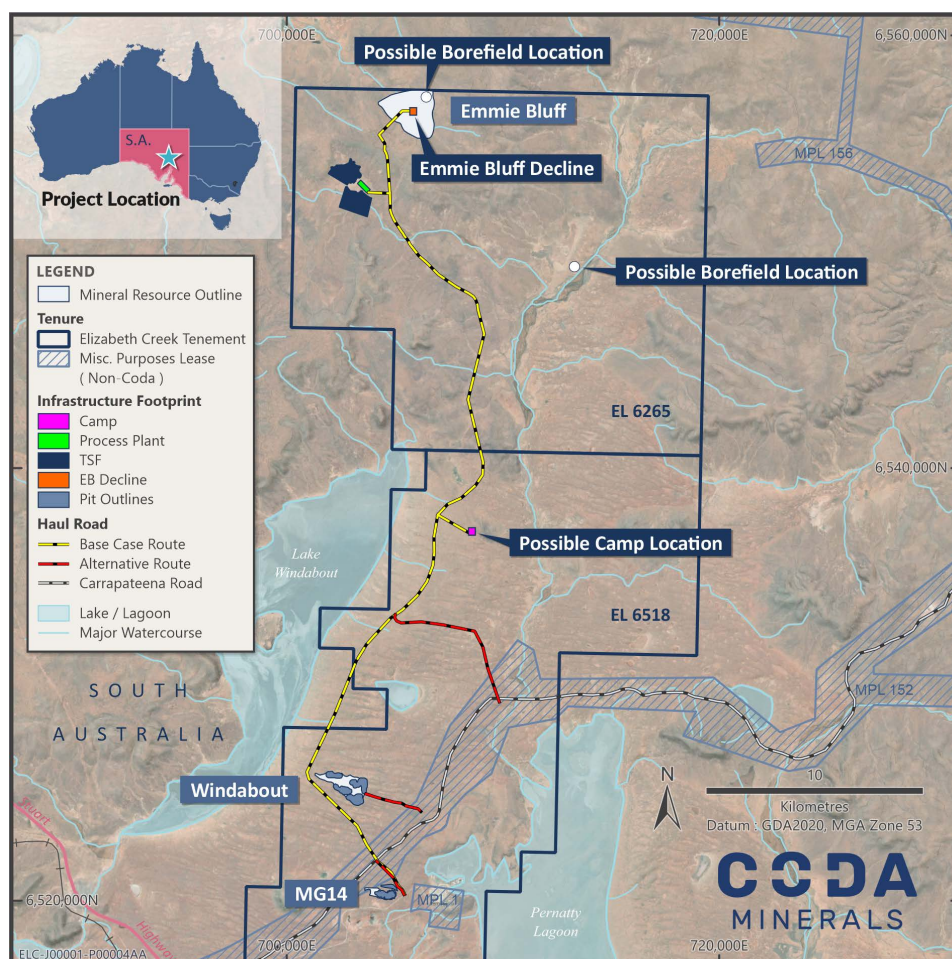 700,000E
720,000E
6,560,000N
Possible Borefield Location
Emmie Bluff
Emmie Bluff Decline
MPL 156
S.A.
Project Location
Possible Borefield Location
LEGEND
Mineral Resource Outline
Tenure
Elizabeth Creek Tenement
Misc. Purposes Lease
( Non-Coda )
Infrastructure Footprint
Camp
Process Plant
TSF
EB Decline
Pit Outlines
Haul Road
Base Case Route
Alternative Route
Carrapateena Road
Lake / Lagoon
Major Watercourse
EL 6265
6,540,000N
Lake
Windabout
Possible Camp Location
EL 6518
SOUTH
AUSTRALIA
MPL 152
Windabout
N
10
Kilometres
Datum : GDA2020, MGA Zone 53
MG14
MPL 1
Pernatty
Lagoon
6,520,000N
Stuart
Highway
CODA
MINERALS
ELC-J00001-P00004AA
700,000E
720,000E